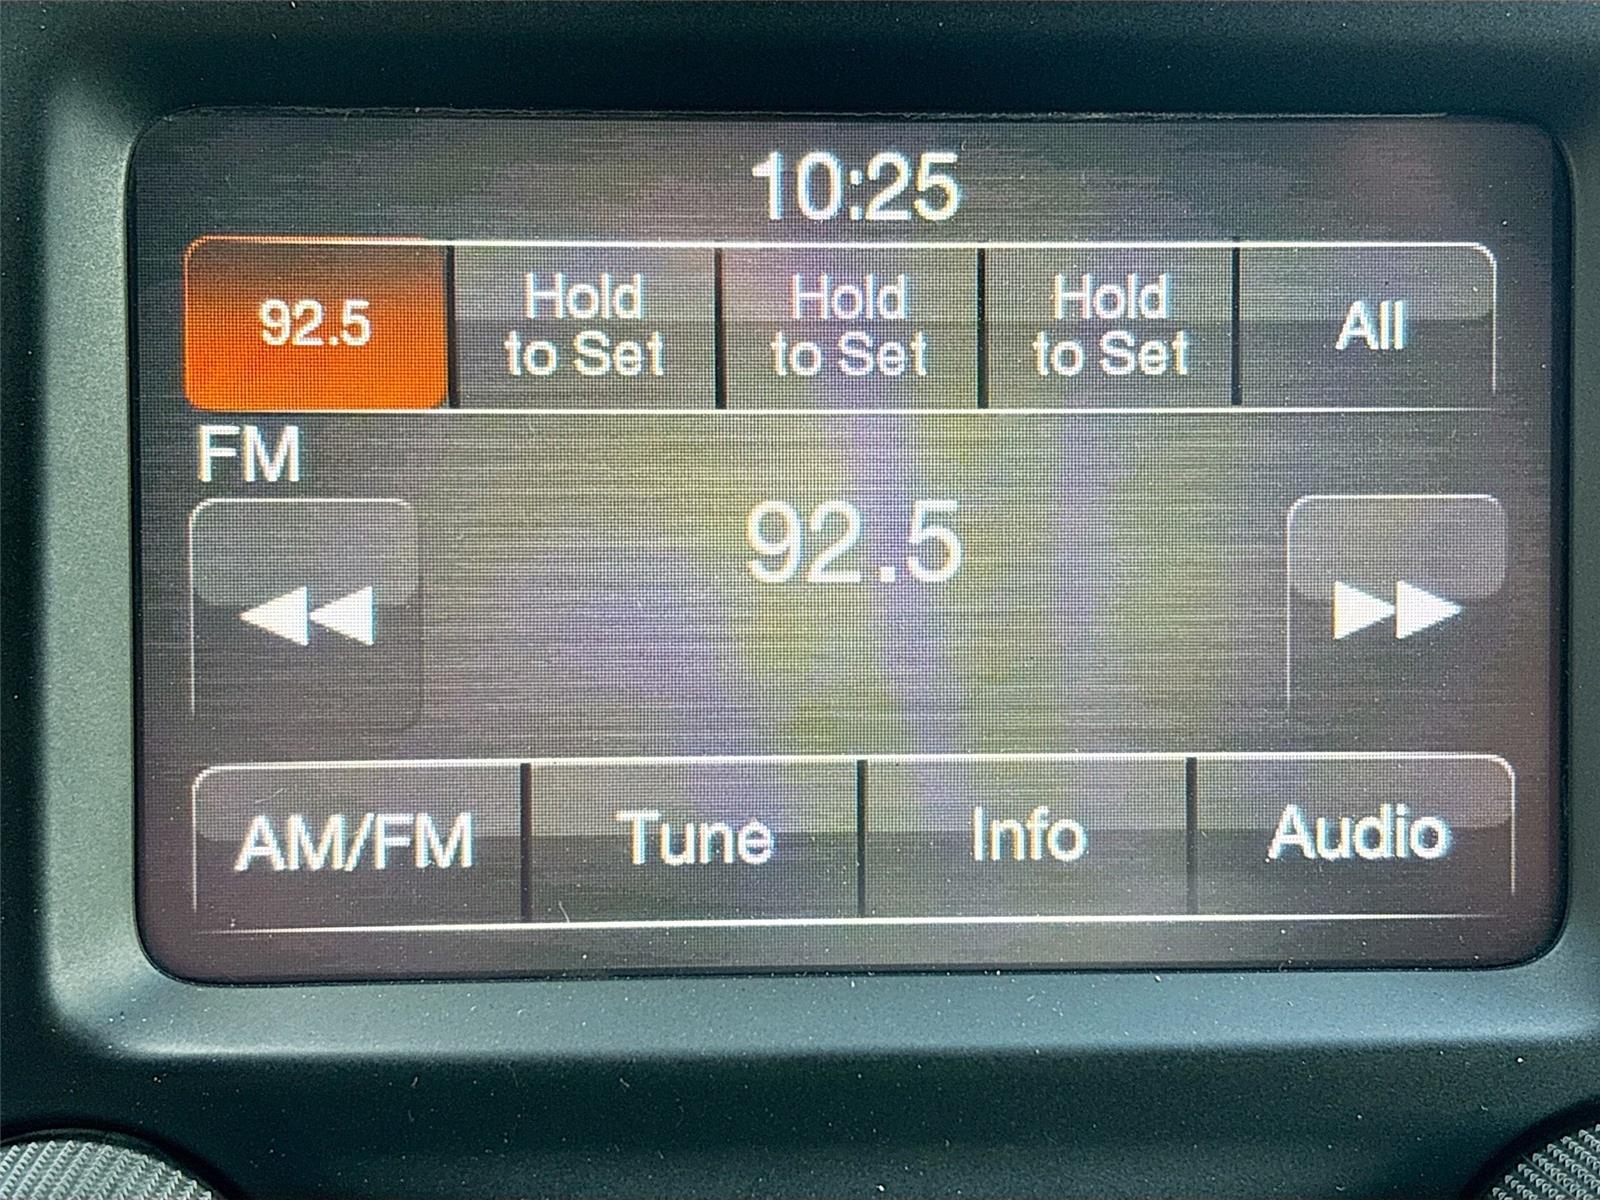 10:25
92.5
Hold
to Set
Hold
to Set
Hold
to Set
All
FM
92.5
AM/FM
Tune
Info
Audio